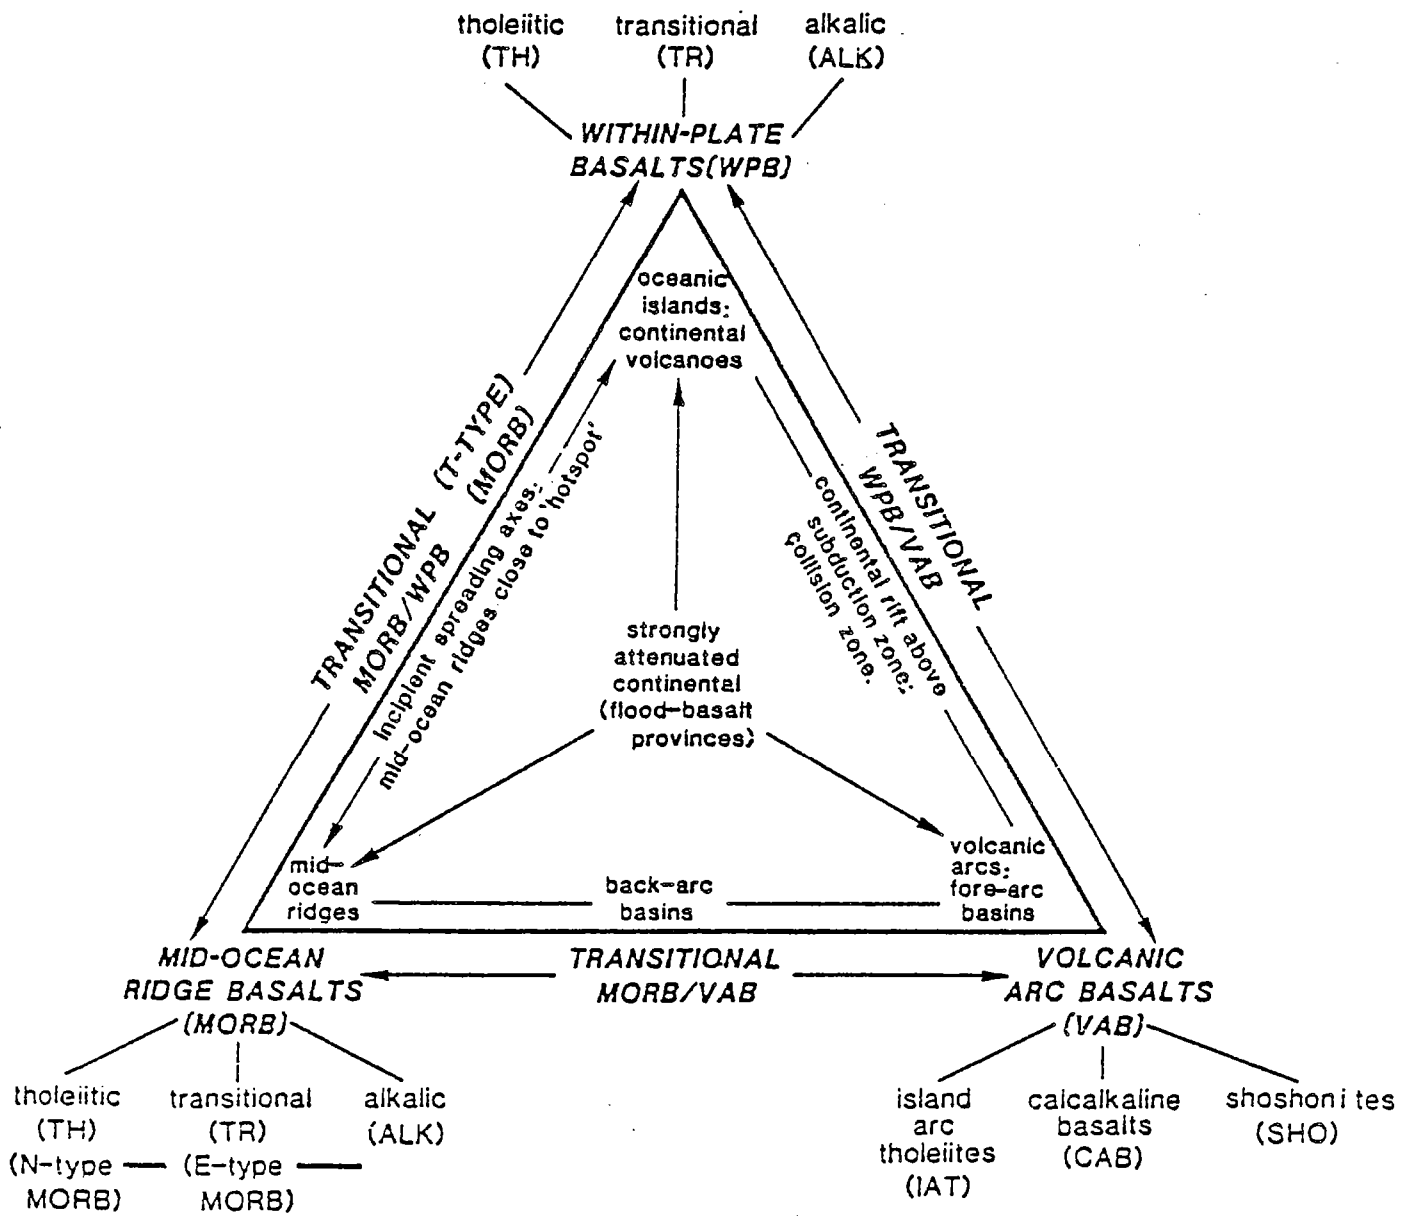 tholeiitic
(TH)
transitional
(TR)
alkalic
(ALK)
WITHIN-PLATE
BASALTS(WPB)
oceanic
islands;
continental
volcanoes
TRANSITIONAL (T-TYPE)
MORB/WPB (MORB)
incipient spreading axes;
mid-ocean ridges close to 'hotspot'
TRANSITIONAL
WPB/VAB
continental rift above
subduction zone;
collision zone.
strongly
attenuated
continental
(flood-basalt
provinces)
mid-
ocean
ridges
back-arc
basins
volcanic
arcs;
fore-arc
basins
MID-OCEAN
RIDGE BASALTS
(MORB)
TRANSITIONAL
MORB/VAB
VOLCANIC
ARC BASALTS
(VAB)
tholeiitic
(TH)
(N-type
MORB)
transitional
(TR)
(E-type
MORB)
alkalic
(ALK)
island
arc
tholeiites
(IAT)
calcalkaline
basalts
(CAB)
shoshonites
(SHO)